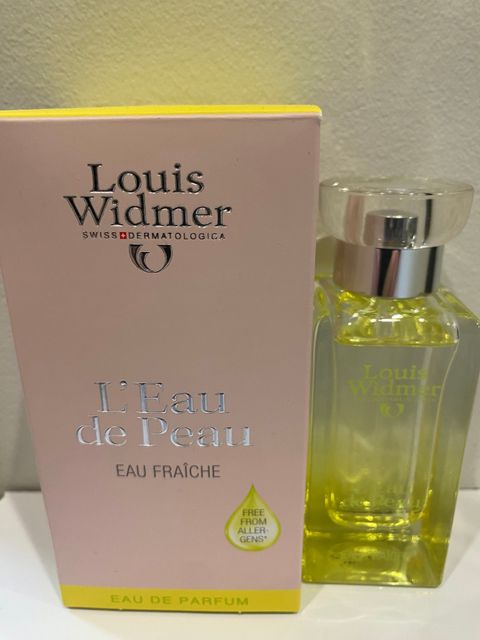 Louis
Widmer
SWISS DERMATOLOGICA
L'Eau
de Peau
EAU FRAÎCHE
FREE
FROM
ALLER-
GENS*
EAU DE PARFUM
Louis
Widmer